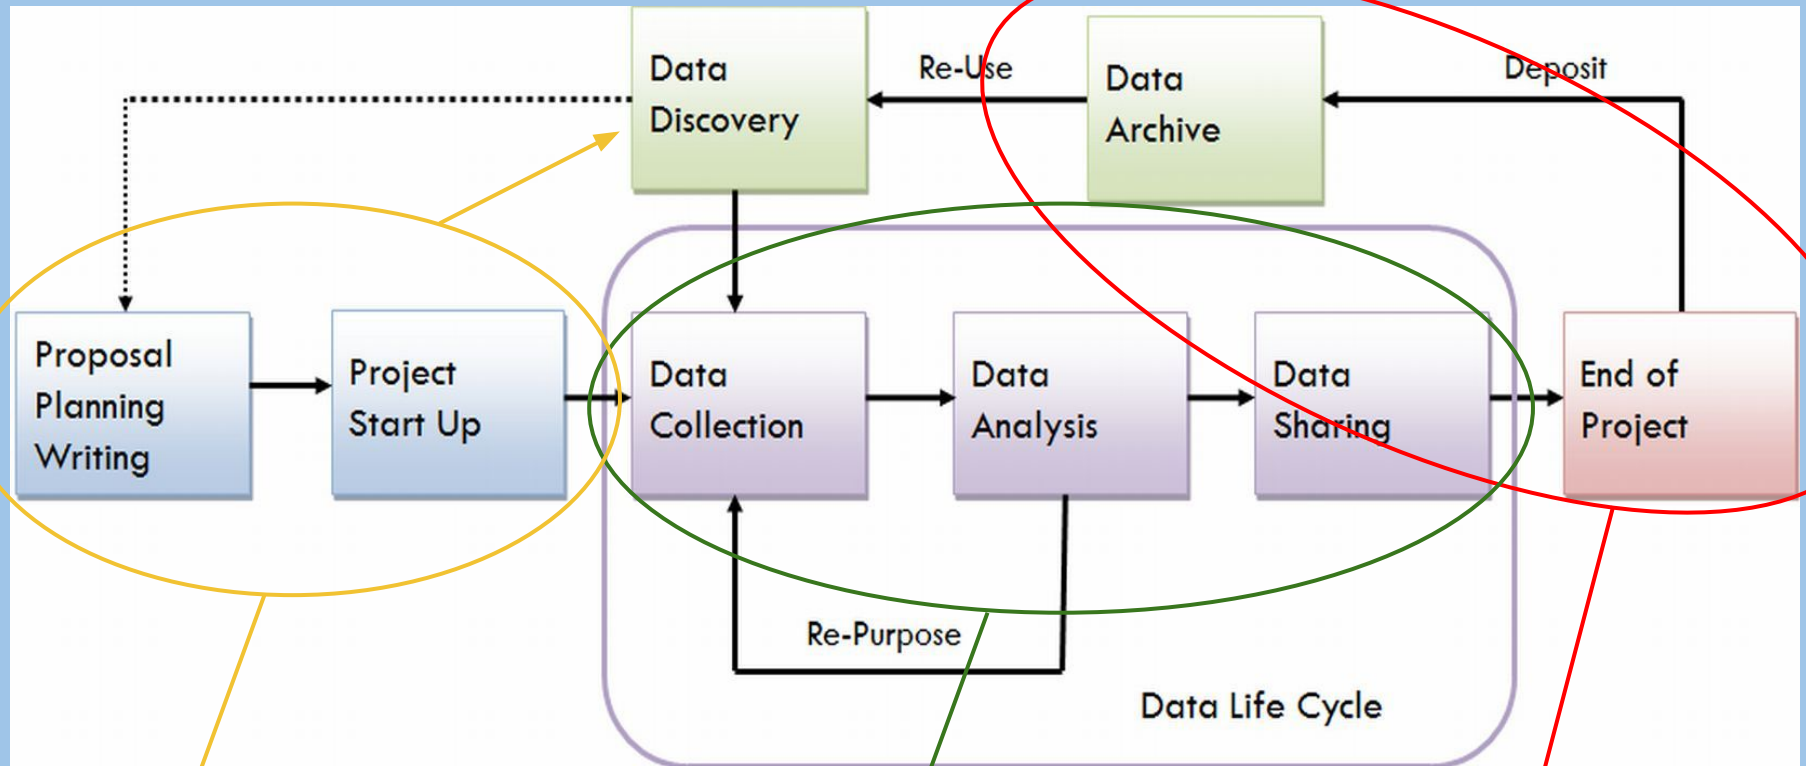 Data
Discovery
Re-Use
Data
Archive
Deposit
Proposal
Planning
Writing
Project
Start Up
Data
Collection
Data
Analysis
Data
Sharing
End of
Project
Re-Purpose
Data Life Cycle